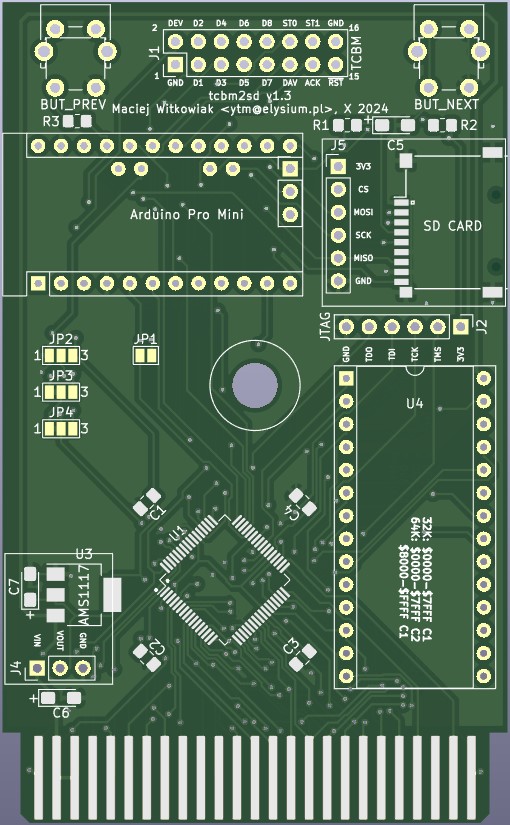 2 DEV D2 D4 D6 D8 ST0 ST1 GND 16
J1 TCBM
1 GND D1 D3 D5 D7 DAV ACK RST 15
tcbm2sd v1.3
Maciej Witkowiak <ytm@elysium.pl>, X 2024
BUT_PREV
BUT_NEXT
R3
R1
+
C5
R2
J5
3V3
CS
MOSI
SCK
MISO
GND
SD CARD
Arduino Pro Mini
JTAG
J2
GND TDO TDI TCK TMS 3V3
JP2
1 3
JP1
JP3
1 3
JP4
1 3
U4
C1
C4
U1
32K: $0000-$7FFF C1
64K: $0000-$7FFF C2
$8000-$FFFF C1
U3
C7
+
AMS1117
VIN VOUT GND
J4
C2
C3
+
C6